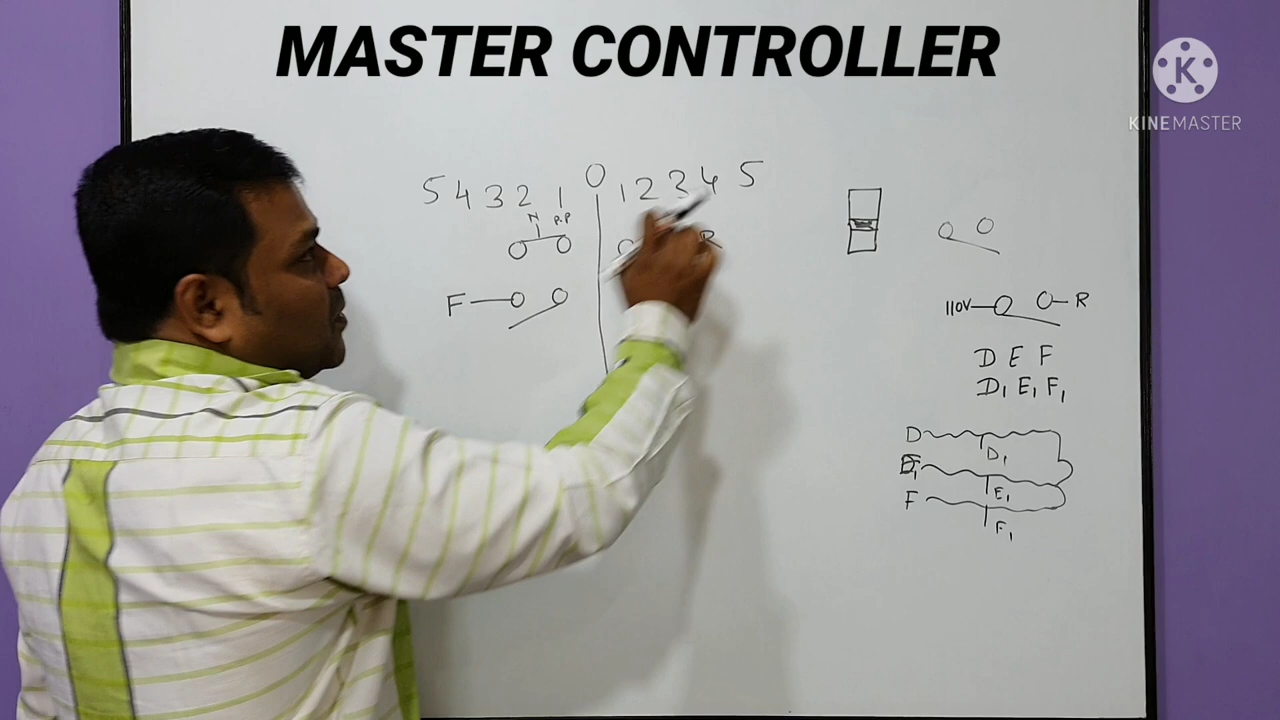 MASTER CONTROLLER
K
KINEMASTER
5 4 3 2 1 0 1 2 3 4 5
N P.P
R
F
110V R
D E F
D₁ E₁ F₁
D
D₁
E₁
F
F₁